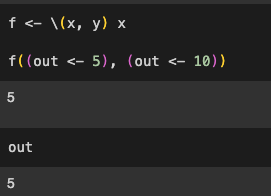 f <- \(x, y) x
f((out <- 5), (out <- 10))
5
out
5